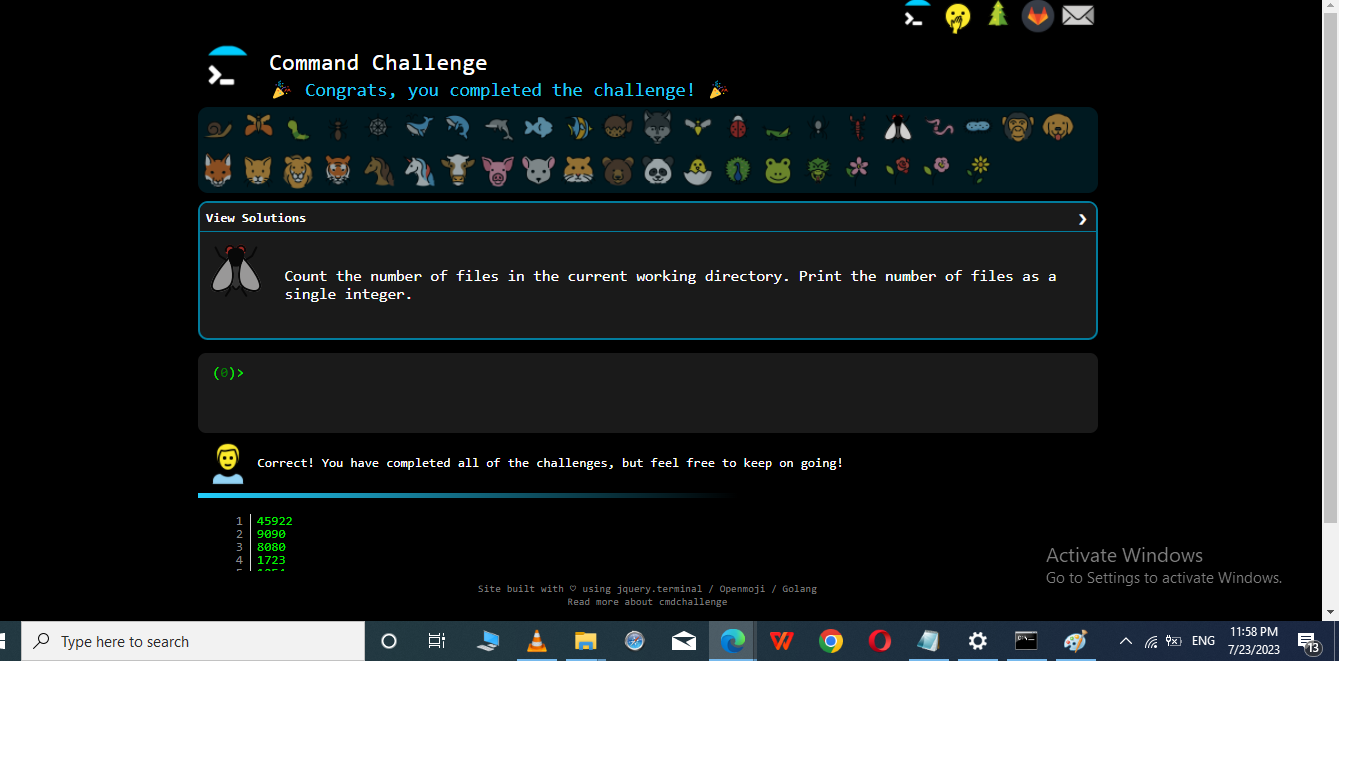 Command Challenge
🎉 Congrats, you completed the challenge! 🎉
View Solutions ❯
Count the number of files in the current working directory. Print the number of files as a
single integer.
(0)>
Correct! You have completed all of the challenges, but feel free to keep on going!
1 45922
2 9090
3 8080
4 1723
Activate Windows
Go to Settings to activate Windows.
Site built with ♡ using jquery.terminal / Openmoji / Golang
Read more about cmdchallenge
Type here to search
ENG
11:58 PM
7/23/2023
13